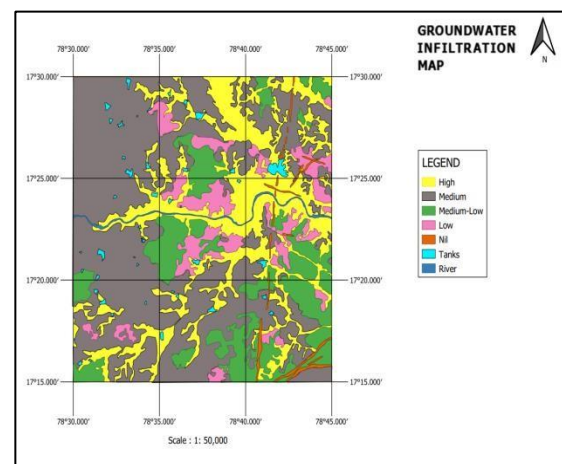 GROUNDWATER
INFILTRATION
MAP
N
78°30.000' 78°35.000' 78°40.000' 78°45.000'
17°30.000' 17°30.000'
17°25.000' 17°25.000'
17°20.000' 17°20.000'
17°15.000' 17°15.000'
78°30.000' 78°35.000' 78°40.000' 78°45.000'
Scale : 1: 50,000
LEGEND
High
Medium
Medium-Low
Low
Nil
Tanks
River